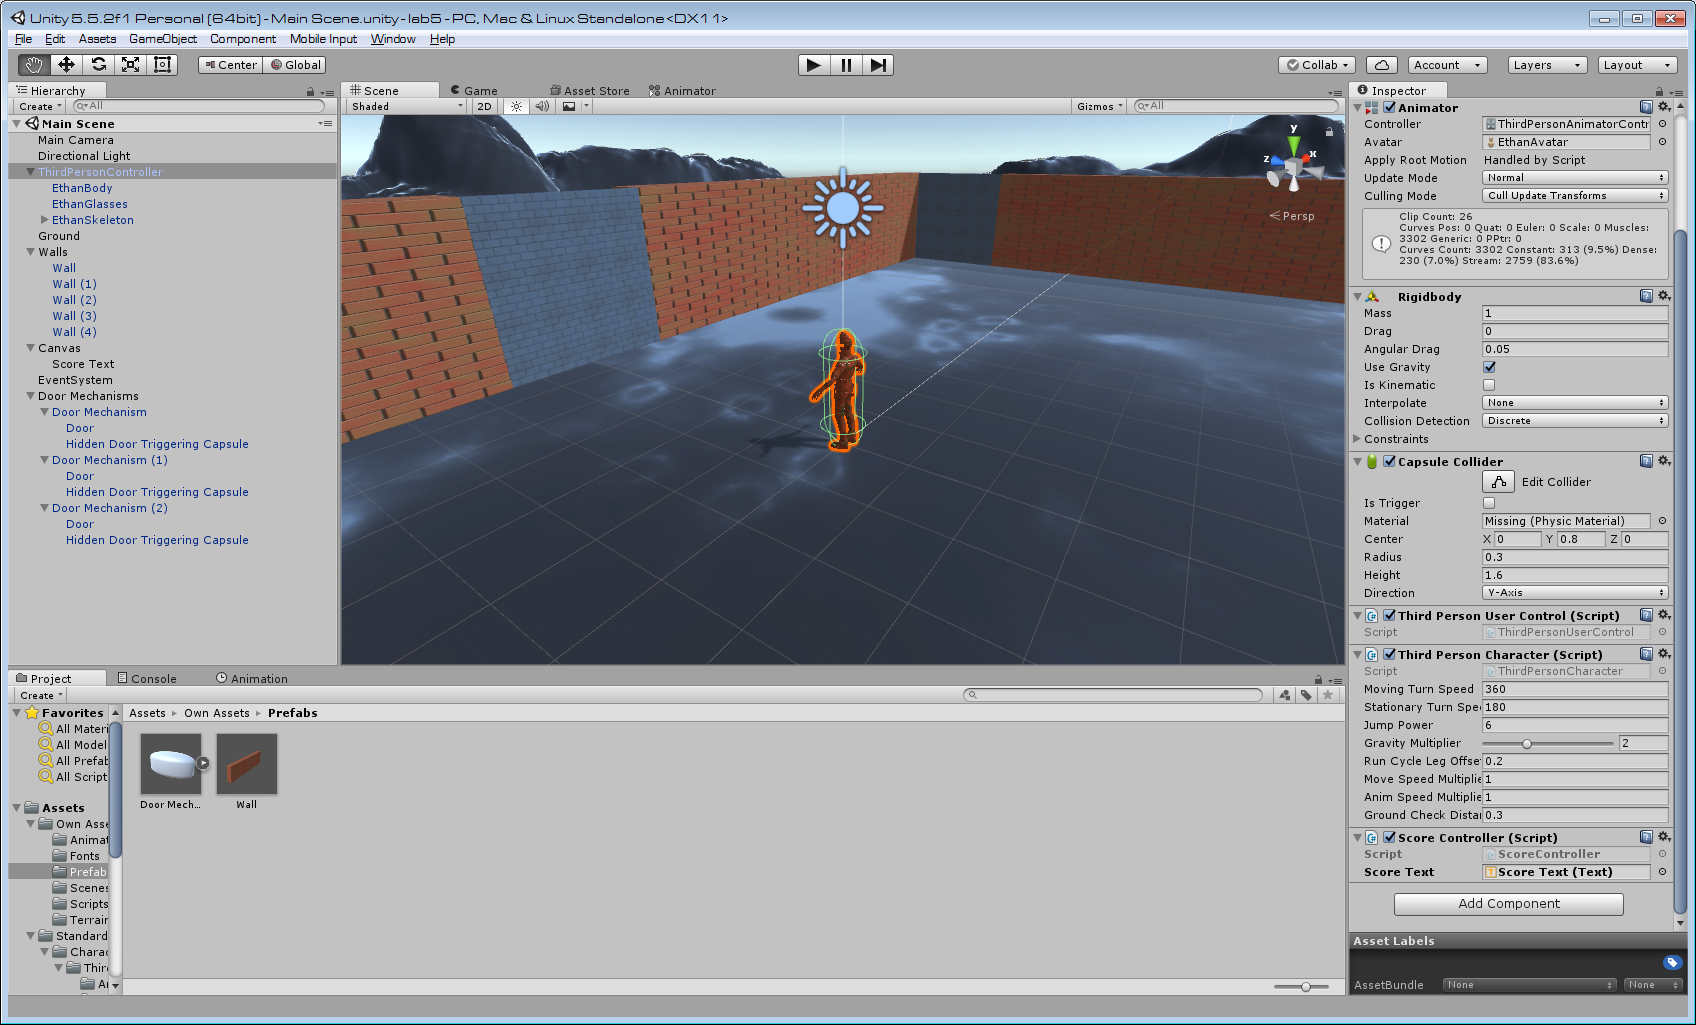 Unity 5.5.2f1 Personal (64bit) - Main Scene.unity - lab5 - PC, Mac & Linux Standalone <DX11>
File Edit Assets GameObject Component Mobile Input Window Help
Center Global Collab Account Layers Layout
Hierarchy
Create All
Main Scene
Main Camera
Directional Light
ThirdPersonController
EthanBody
EthanGlasses
EthanSkeleton
Ground
Walls
Wall
Wall (1)
Wall (2)
Wall (3)
Wall (4)
Canvas
Score Text
EventSystem
Door Mechanisms
Door Mechanism
Door
Hidden Door Triggering Capsule
Door Mechanism (1)
Door
Hidden Door Triggering Capsule
Door Mechanism (2)
Door
Hidden Door Triggering Capsule
Scene Game Asset Store Animator
Shaded 2D Gizmos All
y
x
z
Persp
Inspector
Animator
Controller ThirdPersonAnimatorContr
Avatar EthanAvatar
Apply Root Motion Handled by Script
Update Mode Normal
Culling Mode Cull Update Transforms
Clip Count: 26
Curves Pos: 0 Quat: 0 Euler: 0 Scale: 0 Muscles:
3302 Generic: 0 PPtr: 0
Curves Count: 3302 Constant: 313 (9.5%) Dense:
230 (7.0%) Stream: 2759 (83.6%)
Rigidbody
Mass 1
Drag 0
Angular Drag 0.05
Use Gravity
Is Kinematic
Interpolate None
Collision Detection Discrete
Constraints
Capsule Collider
Edit Collider
Is Trigger
Material Missing (Physic Material)
Center X 0 Y 0.8 Z 0
Radius 0.3
Height 1.6
Direction Y-Axis
Third Person User Control (Script)
Script ThirdPersonUserControl
Third Person Character (Script)
Script ThirdPersonCharacter
Moving Turn Speed 360
Stationary Turn Spe 180
Jump Power 6
Gravity Multiplier 2
Run Cycle Leg Offse 0.2
Move Speed Multiplie 1
Anim Speed Multiplie 1
Ground Check Distan 0.3
Score Controller (Script)
Script ScoreController
Score Text Score Text (Text)
Add Component
Asset Labels
AssetBundle None None
Project Console Animation
Create
Favorites
All Materi
All Model
All Prefab
All Script
Assets
Own Asse
Animat
Fonts
Prefab
Scenes
Scripts
Terrain
Standard
Charac
Thir
Ar
Assets Own Assets Prefabs
Door Mech...
Wall